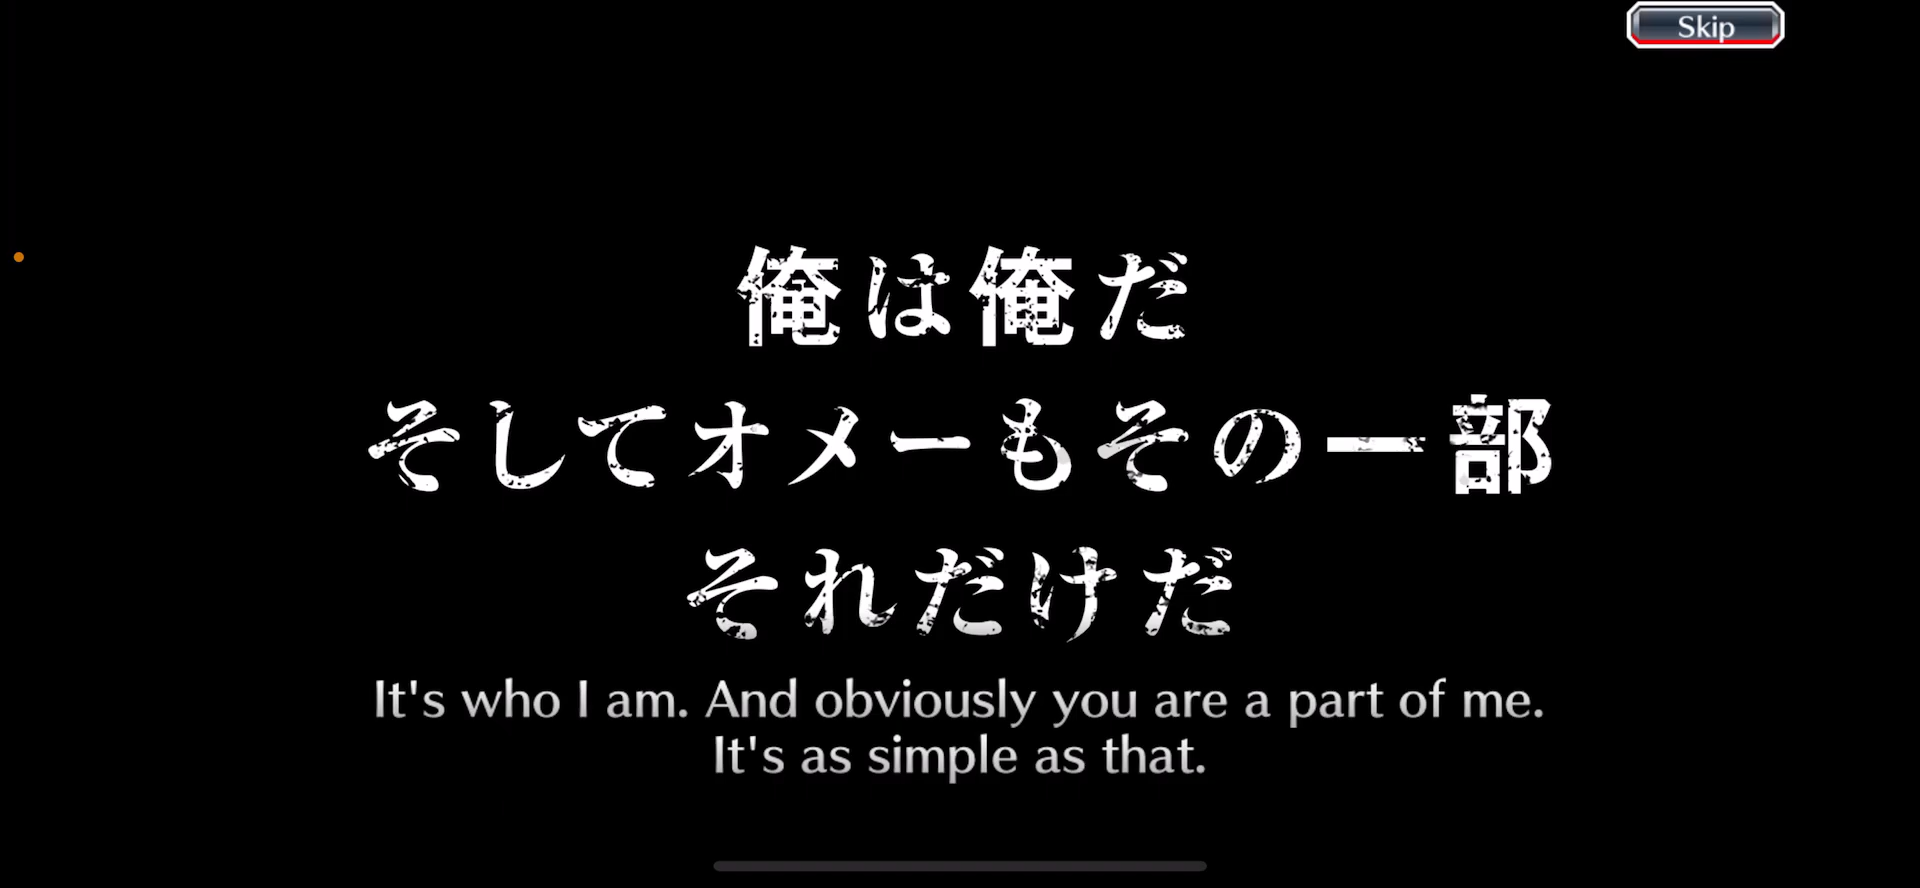 Skip
俺は俺だ
そしてオメーもその一部
それだけだ
It's who I am. And obviously you are a part of me.
It's as simple as that.